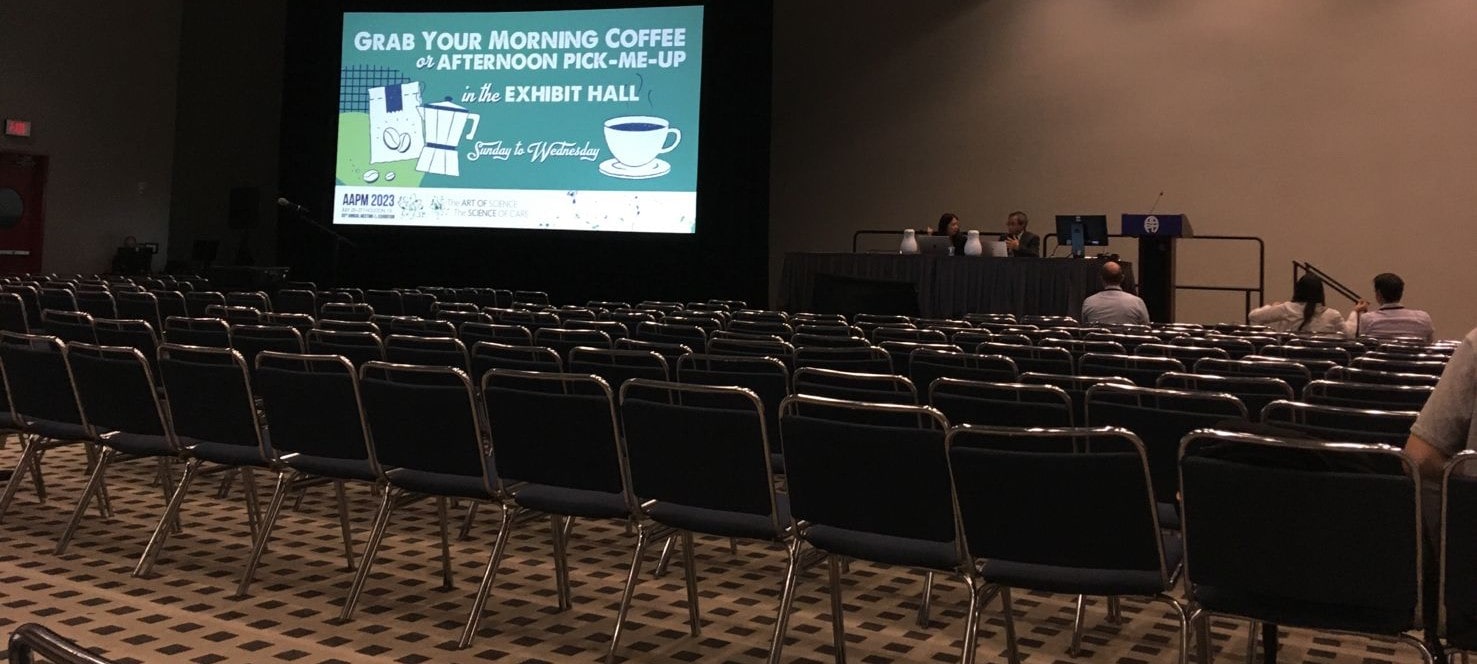 GRAB YOUR MORNING COFFEE
or AFTERNOON PICK-ME-UP
in the EXHIBIT HALL
Sunday to Wednesday
AAPM 2023
The ART OF SCIENCE
The SCIENCE OF CARE